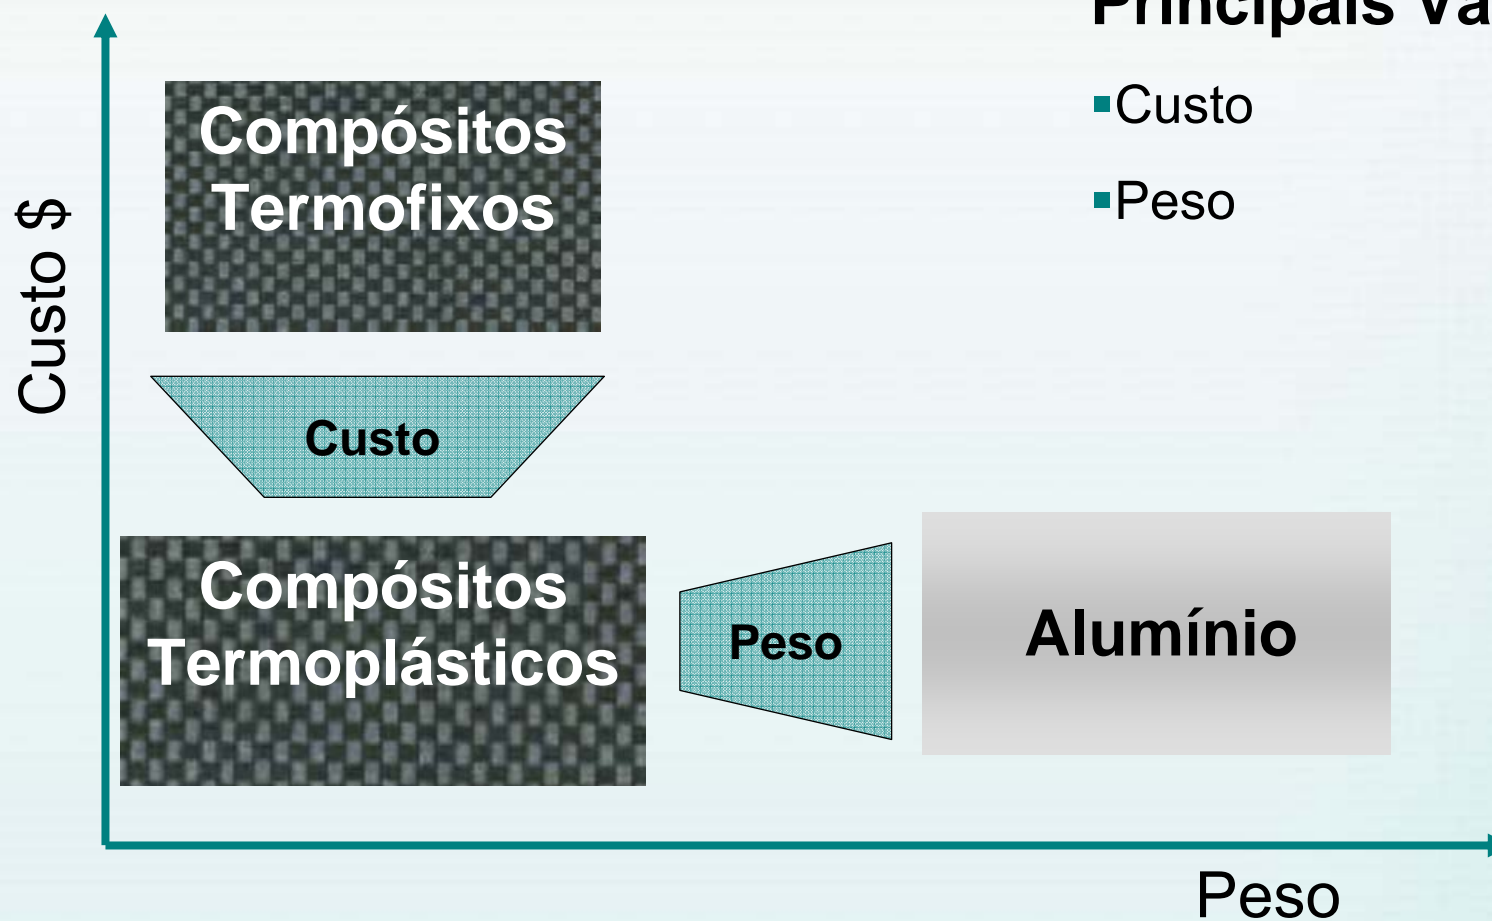 Principais Va
Custo
Peso
Custo $
Compósitos
Termofixos
Custo
Compósitos
Termoplásticos
Peso
Alumínio
Peso